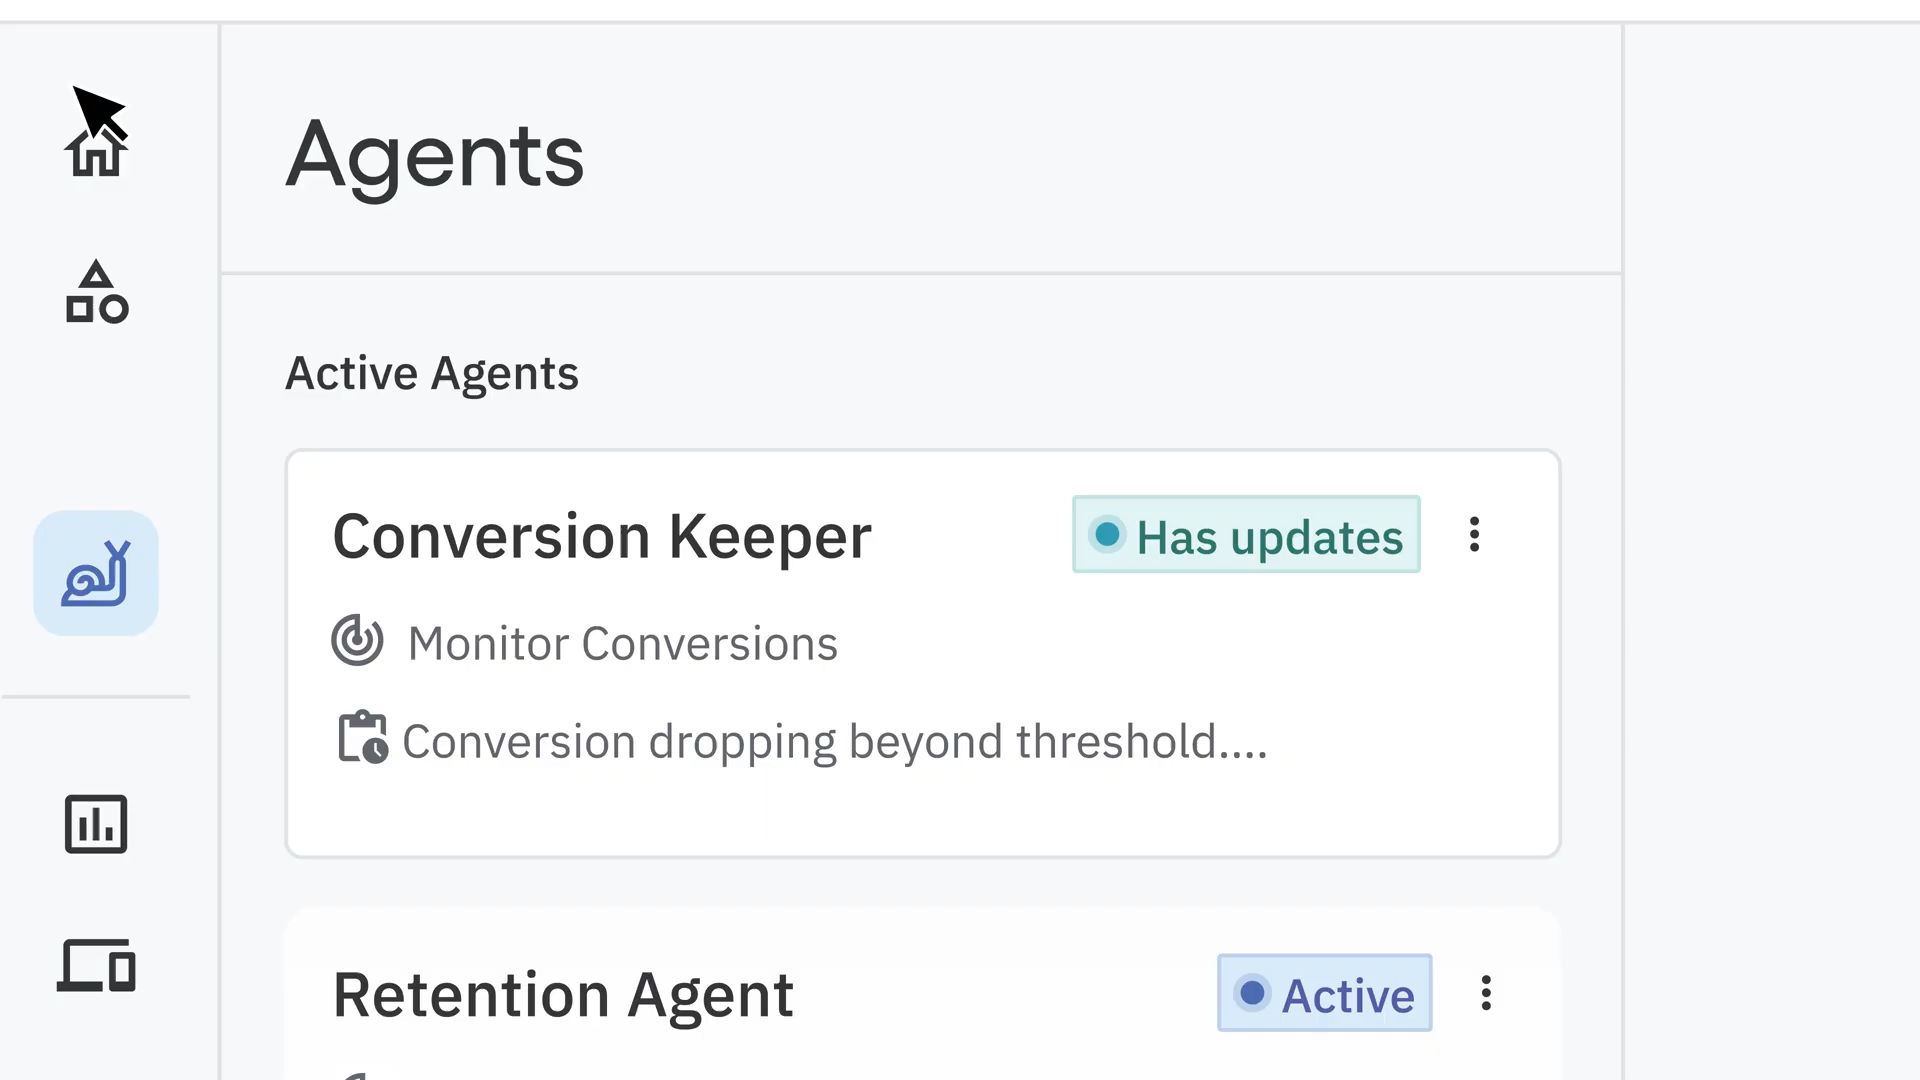 Agents
Active Agents
Conversion Keeper
Has updates
Monitor Conversions
Conversion dropping beyond threshold....
Retention Agent
Active